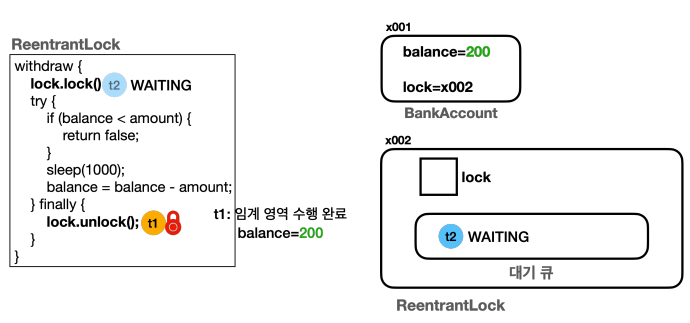 ReentrantLock
withdraw {
lock.lock() t2 WAITING
try {
if (balance < amount) {
return false;
}
sleep(1000);
balance = balance - amount;
} finally {
lock.unlock(); t1
}
}
t1: 임계 영역 수행 완료
balance=200
x001
balance=200
lock=x002
BankAccount
x002
lock
t2 WAITING
대기 큐
ReentrantLock